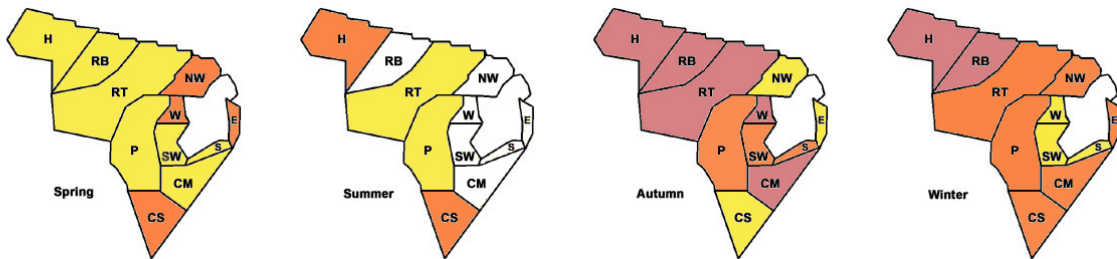 H
RB
RT
NW
W
E
S
SW
P
CM
CS
Spring
H
RB
RT
NW
W
E
S
SW
P
CM
CS
Summer
H
RB
RT
NW
W
E
S
SW
P
CM
CS
Autumn
H
RB
RT
NW
W
E
S
SW
P
CM
CS
Winter